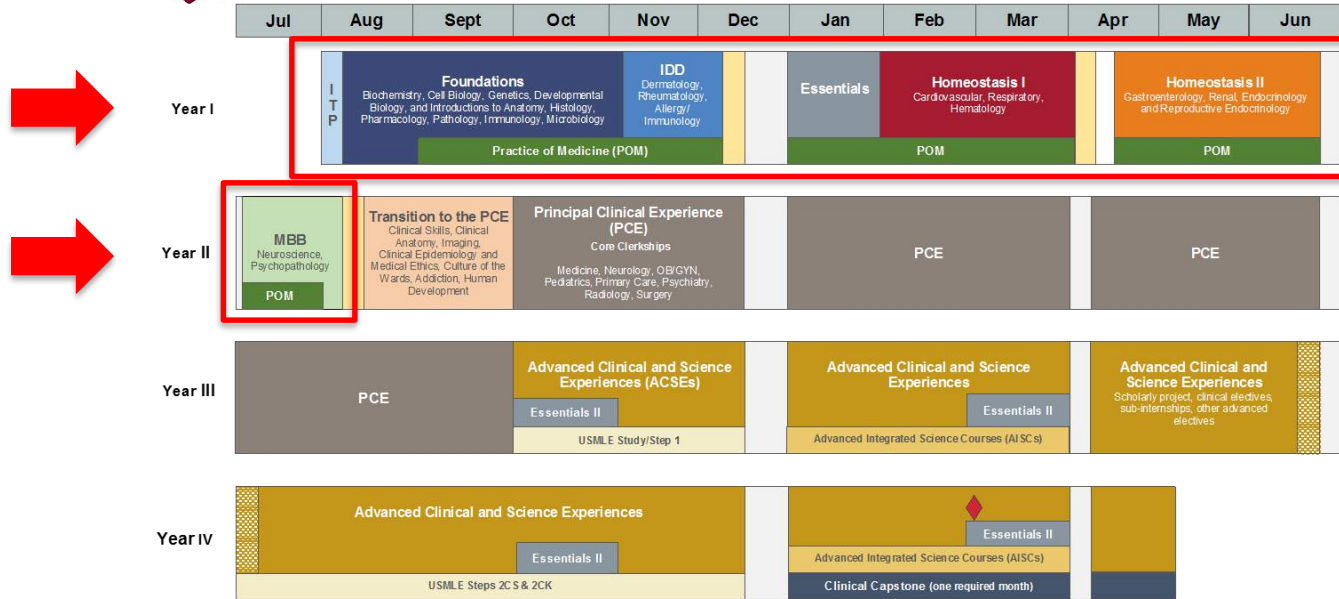 Jul Aug Sept Oct Nov Dec Jan Feb Mar Apr May Jun
Year I
I
T
P
Foundations
Biochemistry, Cell Biology, Genetics, Developmental
Biology, and Introductions to Anatomy, Histology,
Pharmacology, Pathology, Immunology, Microbiology
IDD
Dermatology,
Rheumatology,
Allergy/
Immunology
Practice of Medicine (POM)
Essentials
Homeostasis I
Cardiovascular, Respiratory,
Hematology
POM
Homeostasis II
Gastroenterology, Renal, Endocrinology
and Reproductive Endocrinology
POM
Year II
MBB
Neuroscience,
Psychopathology
POM
Transition to the PCE
Clinical Skills, Clinical
Anatomy, Imaging,
Clinical Epidemiology and
Medical Ethics, Culture of the
Wards, Addiction, Human
Development
Principal Clinical Experience
(PCE)
Core Clerkships
Medicine, Neurology, OB/GYN,
Pediatrics, Primary Care, Psychiatry,
Radiology, Surgery
PCE
PCE
Year III
PCE
Advanced Clinical and Science
Experiences (ACSEs)
Essentials II
USMLE Study/Step 1
Advanced Clinical and Science
Experiences
Essentials II
Advanced Integrated Science Courses (AISCs)
Advanced Clinical and
Science Experiences
Scholarly project, clinical electives,
sub-internships, other advanced
electives
Year IV
Advanced Clinical and Science Experiences
Essentials II
USMLE Steps 2CS & 2CK
Essentials II
Advanced Integrated Science Courses (AISCs)
Clinical Capstone (one required month)